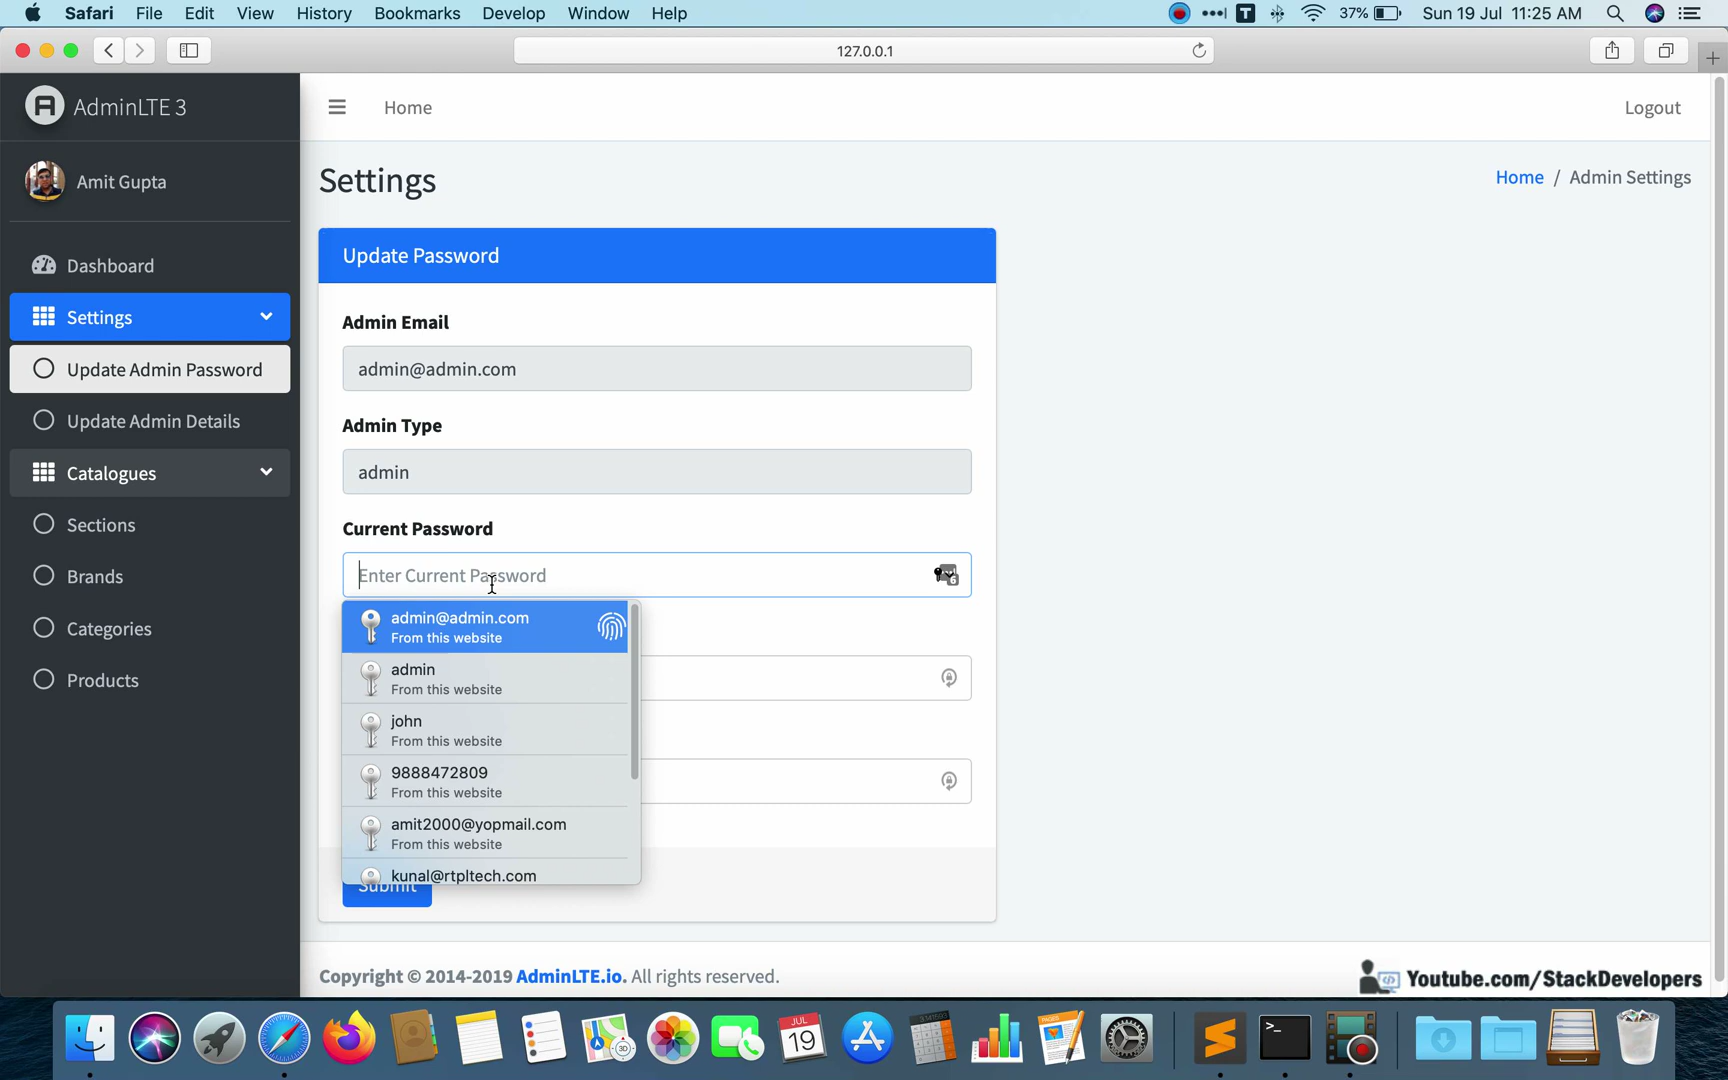 Safari File Edit View History Bookmarks Develop Window Help
37% Sun 19 Jul 11:25 AM
127.0.0.1
AdminLTE 3
Home
Logout
Amit Gupta
Settings
Home / Admin Settings
Dashboard
Settings
Update Admin Password
Update Admin Details
Catalogues
Sections
Brands
Categories
Products
Update Password
Admin Email
admin@admin.com
Admin Type
admin
Current Password
Enter Current Password
6
admin@admin.com
From this website
admin
From this website
john
From this website
9888472809
From this website
amit2000@yopmail.com
From this website
kunal@rtpltech.com
Submit
Copyright © 2014-2019 AdminLTE.io. All rights reserved.
Youtube.com/StackDevelopers
JUL
19
3D
PAGES
>_